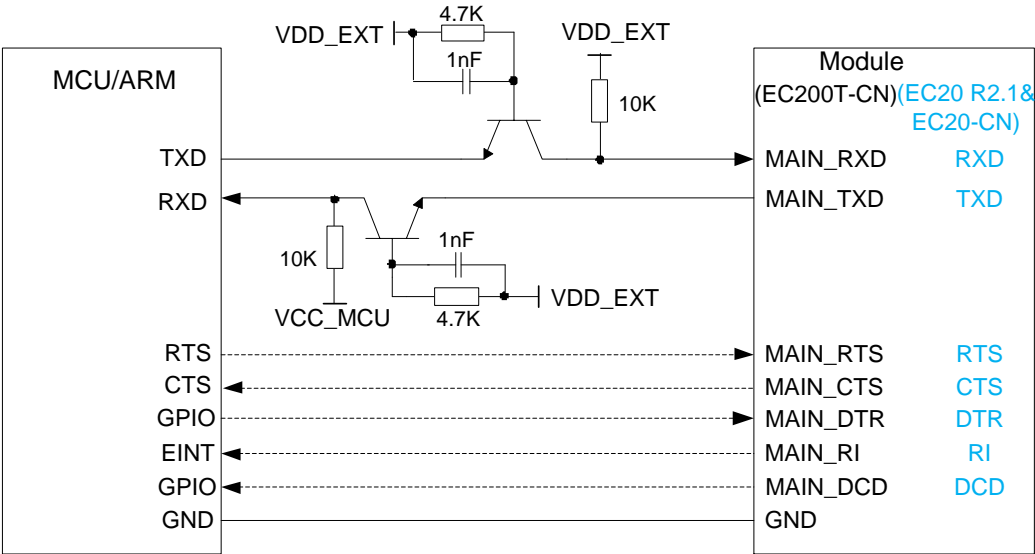 4.7K
VDD_EXT
VDD_EXT
1nF
MCU/ARM
Module
(EC200T-CN)
(EC20 R2.1&
EC20-CN)
10K
TXD
MAIN_RXD
RXD
RXD
MAIN_TXD
TXD
1nF
10K
VDD_EXT
VCC_MCU
4.7K
RTS
MAIN_RTS
RTS
CTS
MAIN_CTS
CTS
GPIO
MAIN_DTR
DTR
EINT
MAIN_RI
RI
GPIO
MAIN_DCD
DCD
GND
GND